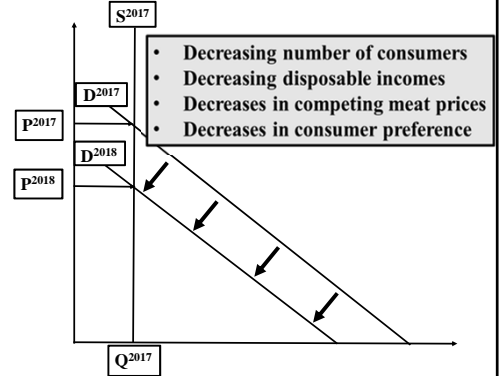 S2017
• Decreasing number of consumers
• Decreasing disposable incomes
• Decreases in competing meat prices
• Decreases in consumer preference
D2017
P2017
D2018
P2018
Q2017